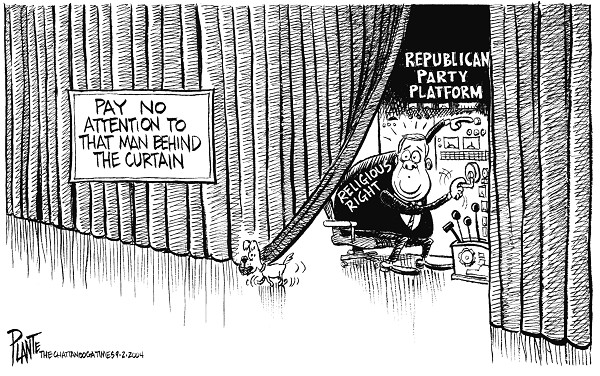 PAY NO
ATTENTION TO
THAT MAN BEHIND
THE CURTAIN
REPUBLICAN
PARTY
PLATFORM
RELIGIOUS
RIGHT
PLANTE THE CHATTANOOGA TIMES 9·2·2004